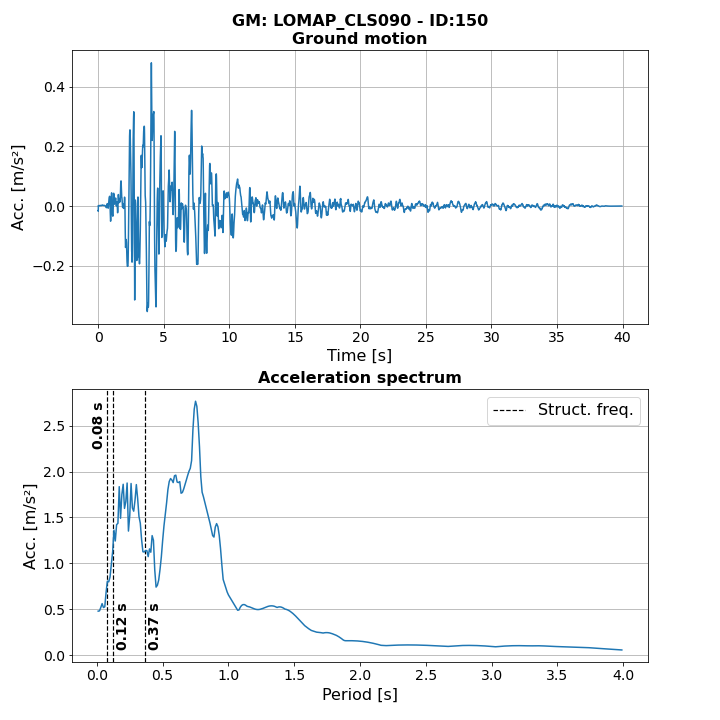 GM: LOMAP_CLS090 - ID:150
Ground motion
0.4
0.2
0.0
−0.2
Acc. [m/s²]
0
5
10
15
20
25
30
35
40
Time [s]
Acceleration spectrum
2.5
2.0
1.5
1.0
0.5
0.0
Acc. [m/s²]
0.08 s
0.12 s
0.37 s
Struct. freq.
0.0
0.5
1.0
1.5
2.0
2.5
3.0
3.5
4.0
Period [s]